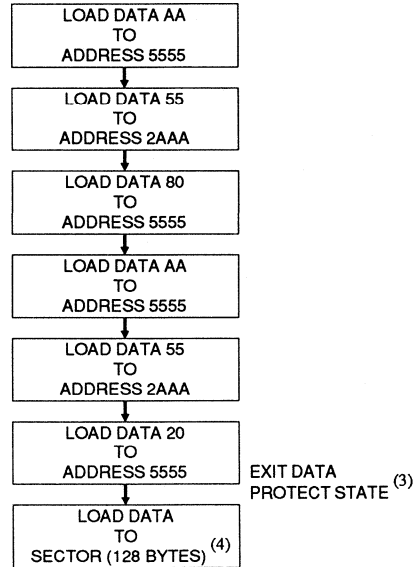 LOAD DATA AA
TO
ADDRESS 5555
LOAD DATA 55
TO
ADDRESS 2AAA
LOAD DATA 80
TO
ADDRESS 5555
LOAD DATA AA
TO
ADDRESS 5555
LOAD DATA 55
TO
ADDRESS 2AAA
LOAD DATA 20
TO
ADDRESS 5555
EXIT DATA
PROTECT STATE (3)
LOAD DATA
TO
SECTOR (128 BYTES) (4)